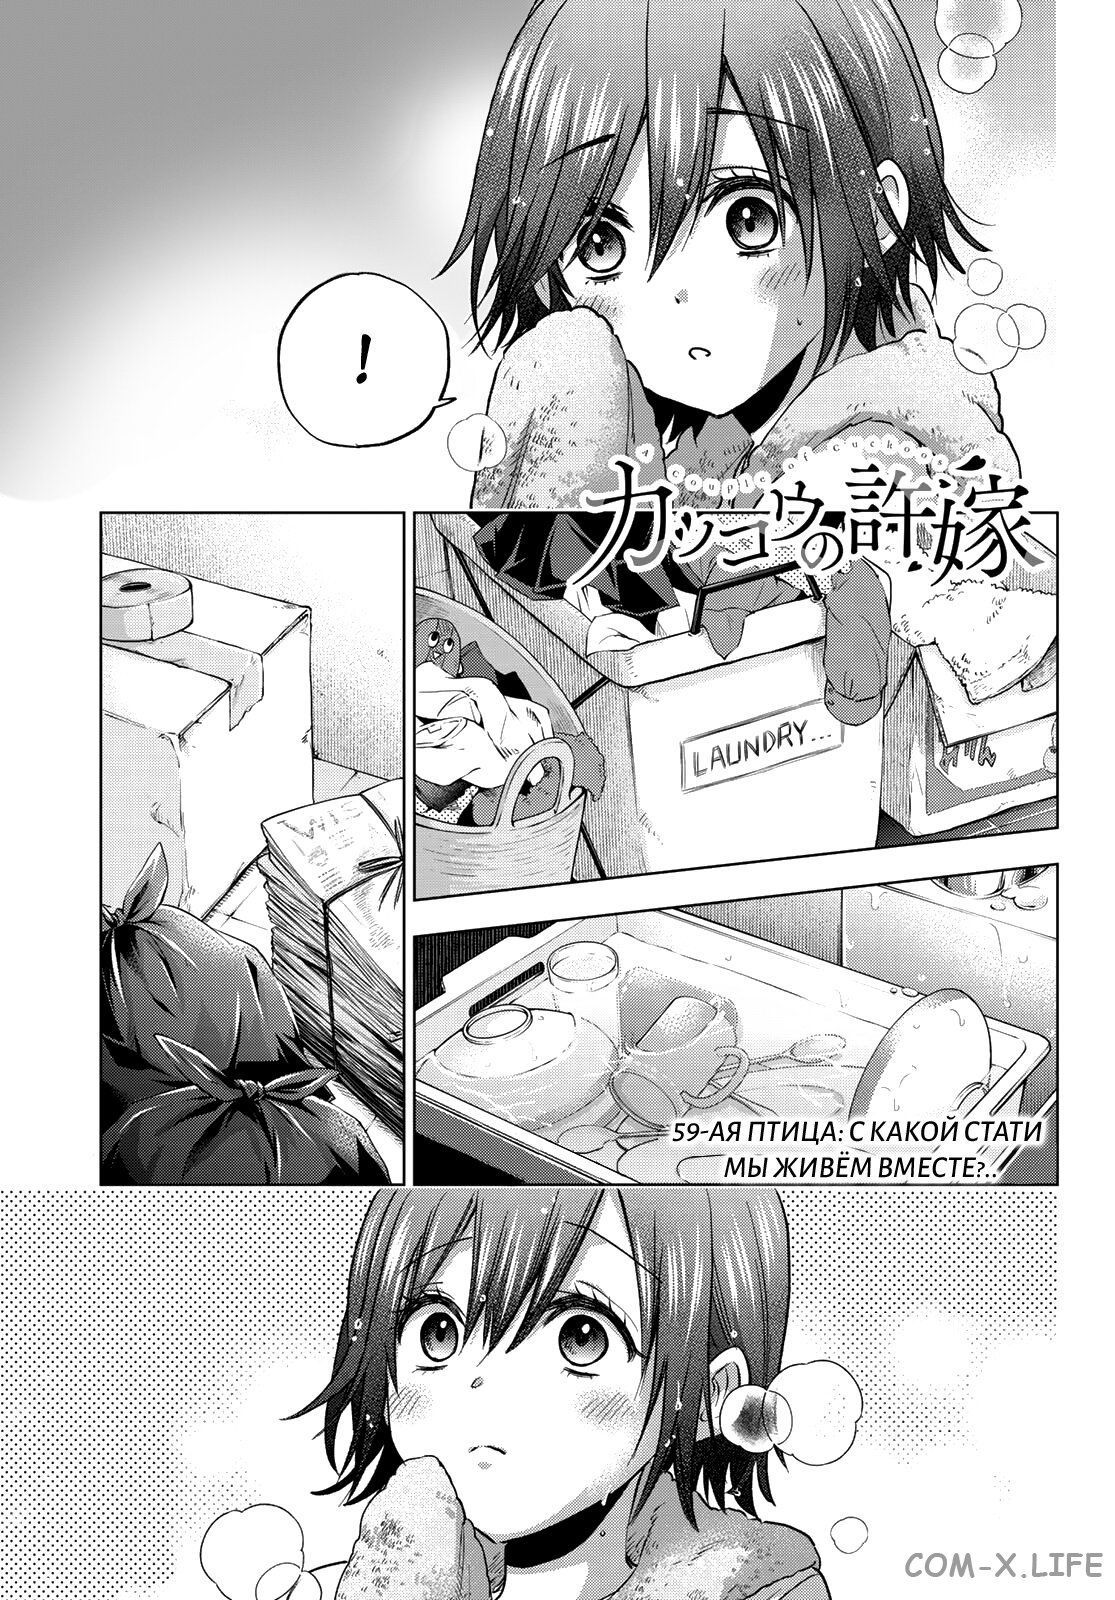 !
A Couple of Cuckoos
カッコウの許嫁
LAUNDRY...
59-АЯ ПТИЦА: С КАКОЙ СТАТИ
МЫ ЖИВЁМ ВМЕСТЕ?..
COM-X.LIFE